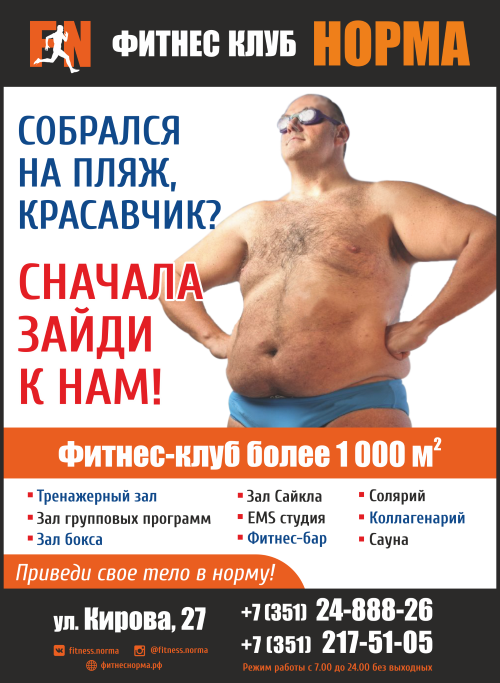 FN ФИТНЕС КЛУБ НОРМА
СОБРАЛСЯ
НА ПЛЯЖ,
КРАСАВЧИК?
СНАЧАЛА
ЗАЙДИ
К НАМ!
Фитнес-клуб более 1 000 м²
Тренажерный зал
Зал групповых программ
Зал бокса
Зал Сайкла
EMS студия
Фитнес-бар
Солярий
Коллагенарий
Сауна
Приведи свое тело в норму!
ул. Кирова, 27
fitness.norma @fitness.norma
фитнеснорма.рф
+7 (351) 24-888-26
+7 (351) 217-51-05
Режим работы с 7.00 до 24.00 без выходных